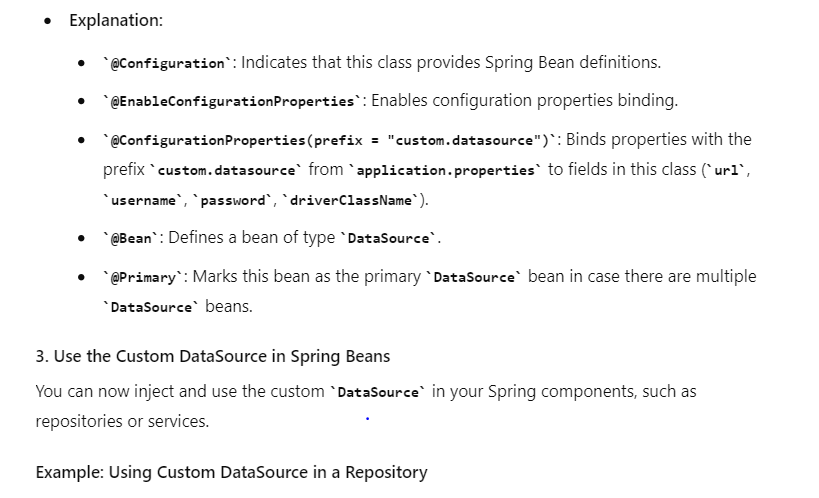 • Explanation:
• `@Configuration`: Indicates that this class provides Spring Bean definitions.
• `@EnableConfigurationProperties`: Enables configuration properties binding.
• `@ConfigurationProperties(prefix = "custom.datasource")`: Binds properties with the
prefix `custom.datasource` from `application.properties` to fields in this class (`url`,
`username`, `password`, `driverClassName`).
• `@Bean`: Defines a bean of type `DataSource`.
• `@Primary`: Marks this bean as the primary `DataSource` bean in case there are multiple
`DataSource` beans.
3. Use the Custom DataSource in Spring Beans
You can now inject and use the custom `DataSource` in your Spring components, such as
repositories or services.
Example: Using Custom DataSource in a Repository